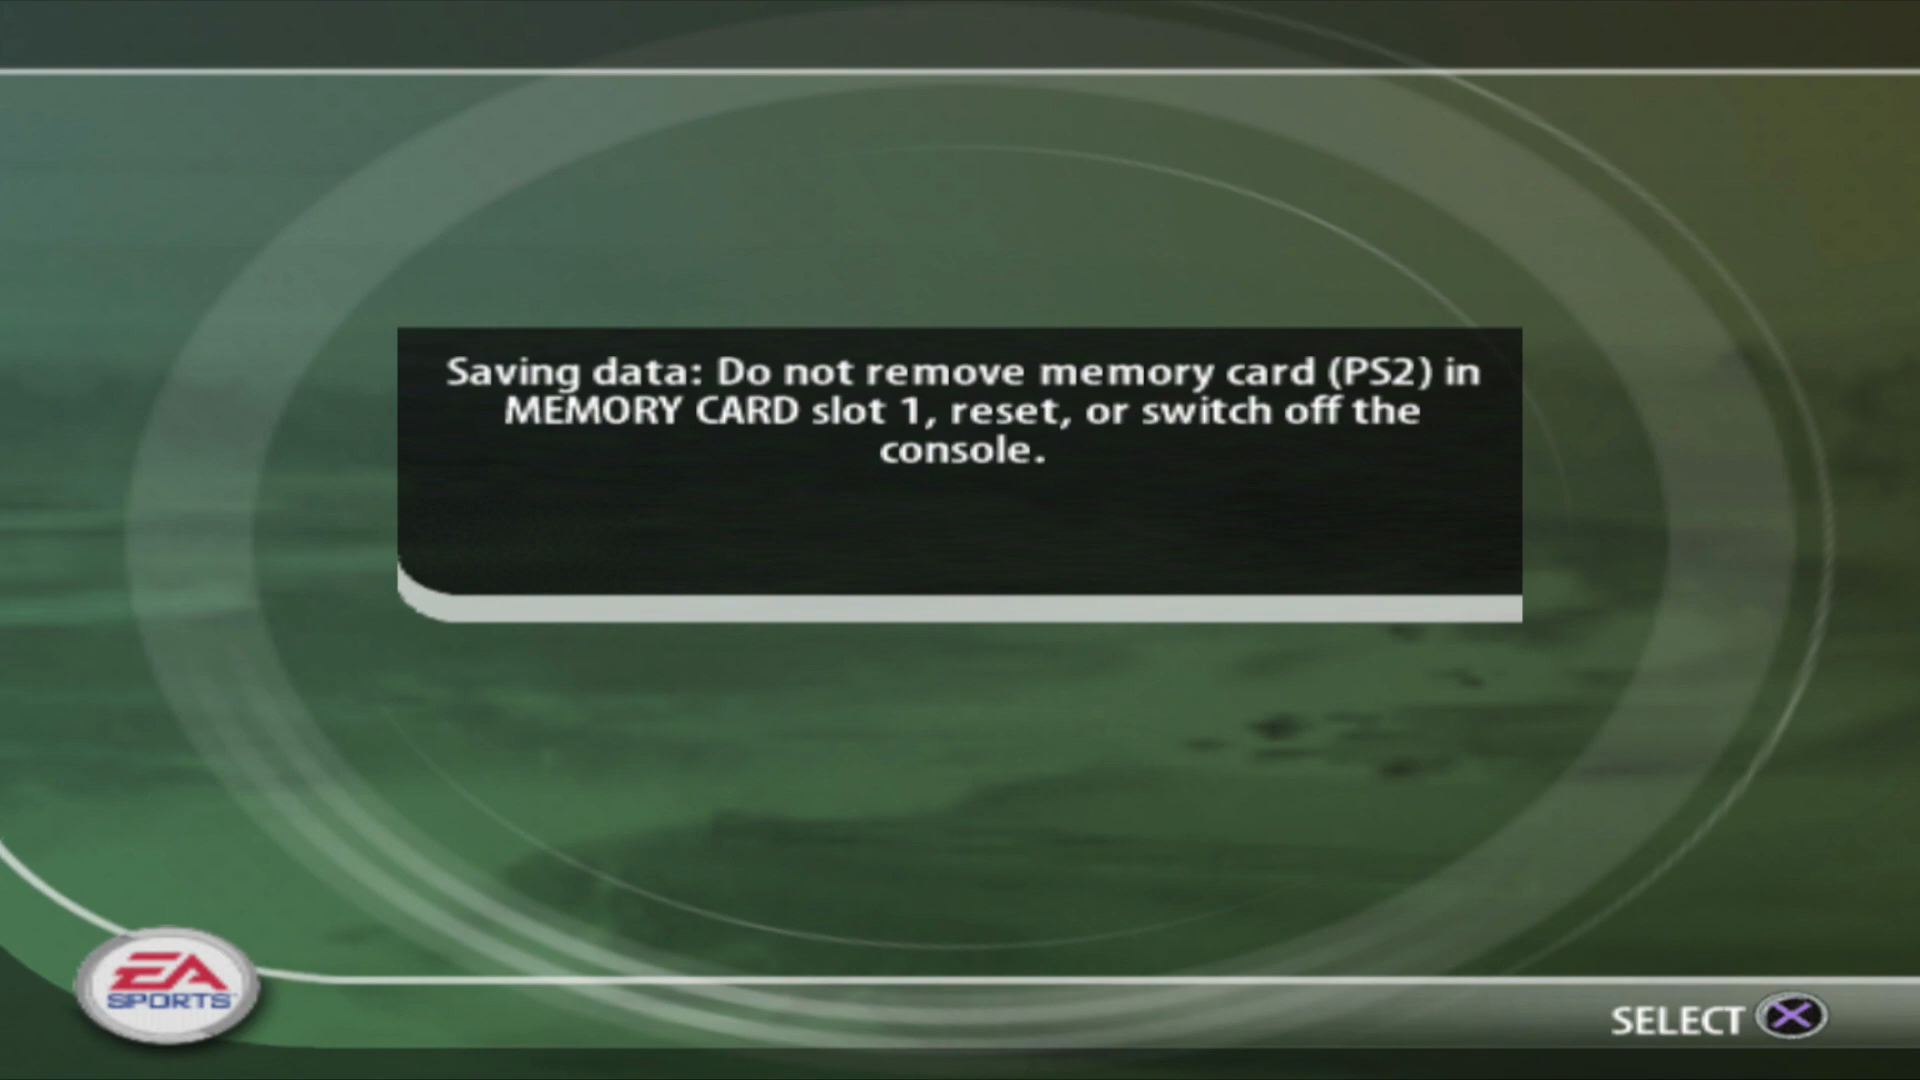 Saving data: Do not remove memory card (PS2) in
MEMORY CARD slot 1, reset, or switch off the
console.
EA
SPORTS
SELECT